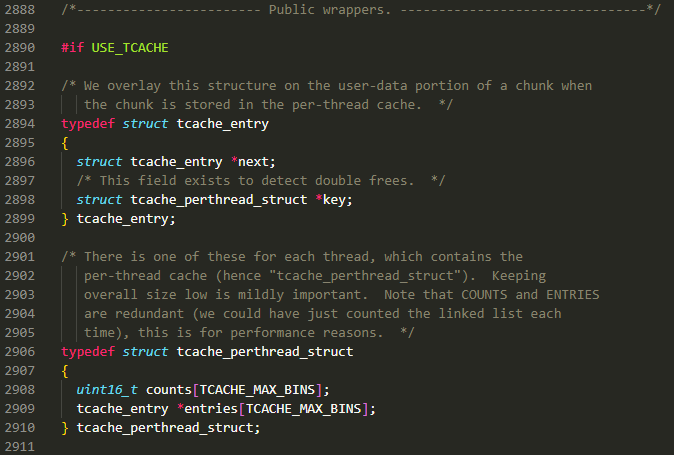 2888 /*------------------------ Public wrappers. --------------------------------*/
2889
2890 #if USE_TCACHE
2891
2892 /* We overlay this structure on the user-data portion of a chunk when
2893    the chunk is stored in the per-thread cache.  */
2894 typedef struct tcache_entry
2895 {
2896   struct tcache_entry *next;
2897   /* This field exists to detect double frees.  */
2898   struct tcache_perthread_struct *key;
2899 } tcache_entry;
2900
2901 /* There is one of these for each thread, which contains the
2902    per-thread cache (hence "tcache_perthread_struct").  Keeping
2903    overall size low is mildly important.  Note that COUNTS and ENTRIES
2904    are redundant (we could have just counted the linked list each
2905    time), this is for performance reasons.  */
2906 typedef struct tcache_perthread_struct
2907 {
2908   uint16_t counts[TCACHE_MAX_BINS];
2909   tcache_entry *entries[TCACHE_MAX_BINS];
2910 } tcache_perthread_struct;
2911